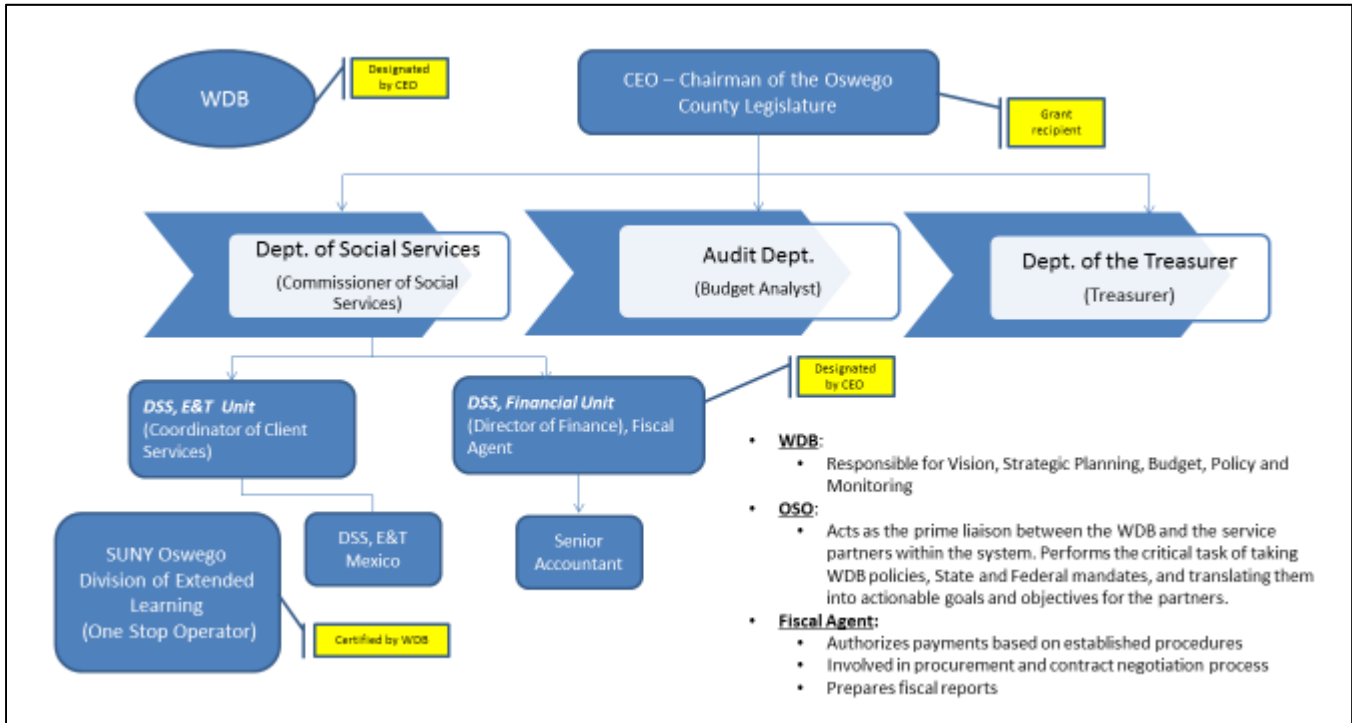 WDB
Designated
by CEO
CEO – Chairman of the Oswego
County Legislature
Grant
recipient
Dept. of Social Services
(Commissioner of Social
Services)
Audit Dept.
(Budget Analyst)
Dept. of the Treasurer
(Treasurer)
DSS, E&T Unit
(Coordinator of Client
Services)
DSS, Financial Unit
(Director of Finance), Fiscal
Agent
Designated
by CEO
SUNY Oswego
Division of Extended
Learning
(One Stop Operator)
DSS, E&T
Mexico
Senior
Accountant
Certified by WDB
• WDB:
• Responsible for Vision, Strategic Planning, Budget, Policy and
Monitoring
• OSO:
• Acts as the prime liaison between the WDB and the service
partners within the system. Performs the critical task of taking
WDB policies, State and Federal mandates, and translating them
into actionable goals and objectives for the partners.
• Fiscal Agent:
• Authorizes payments based on established procedures
• Involved in procurement and contract negotiation process
• Prepares fiscal reports